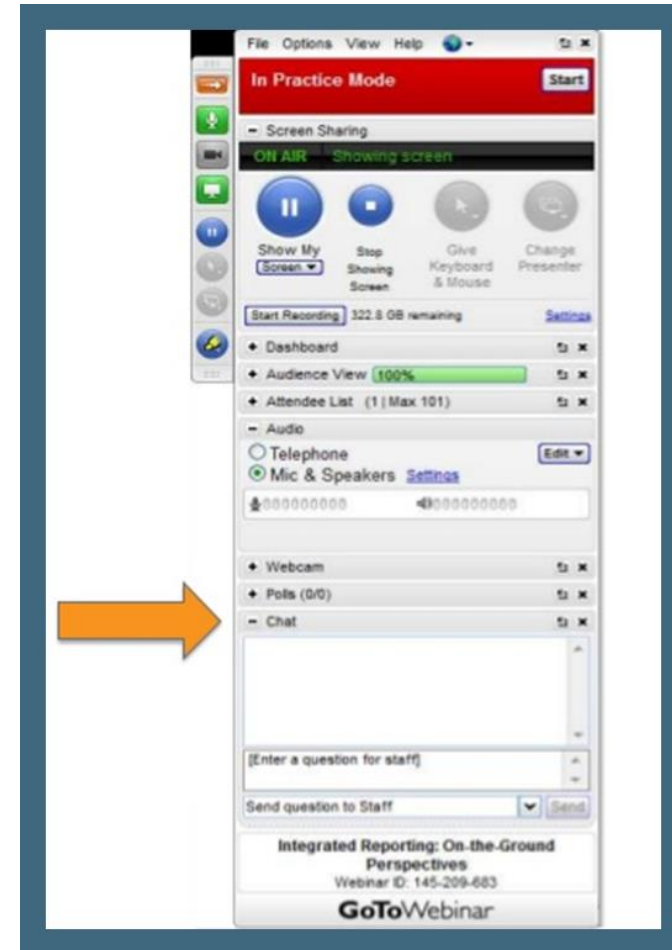 File Options View Help
In Practice Mode Start
Screen Sharing
ON AIR Showing screen
Show My
Screen
Stop
Showing
Screen
Give
Keyboard
& Mouse
Change
Presenter
Start Recording 322.8 GB remaining Settings
Dashboard
Audience View 100%
Attendee List (1 | Max 101)
Audio
Telephone Edit
Mic & Speakers Settings
Webcam
Polls (0/0)
Chat
[Enter a question for staff]
Send question to Staff Send
Integrated Reporting: On-the-Ground
Perspectives
Webinar ID: 145-209-683
GoToWebinar